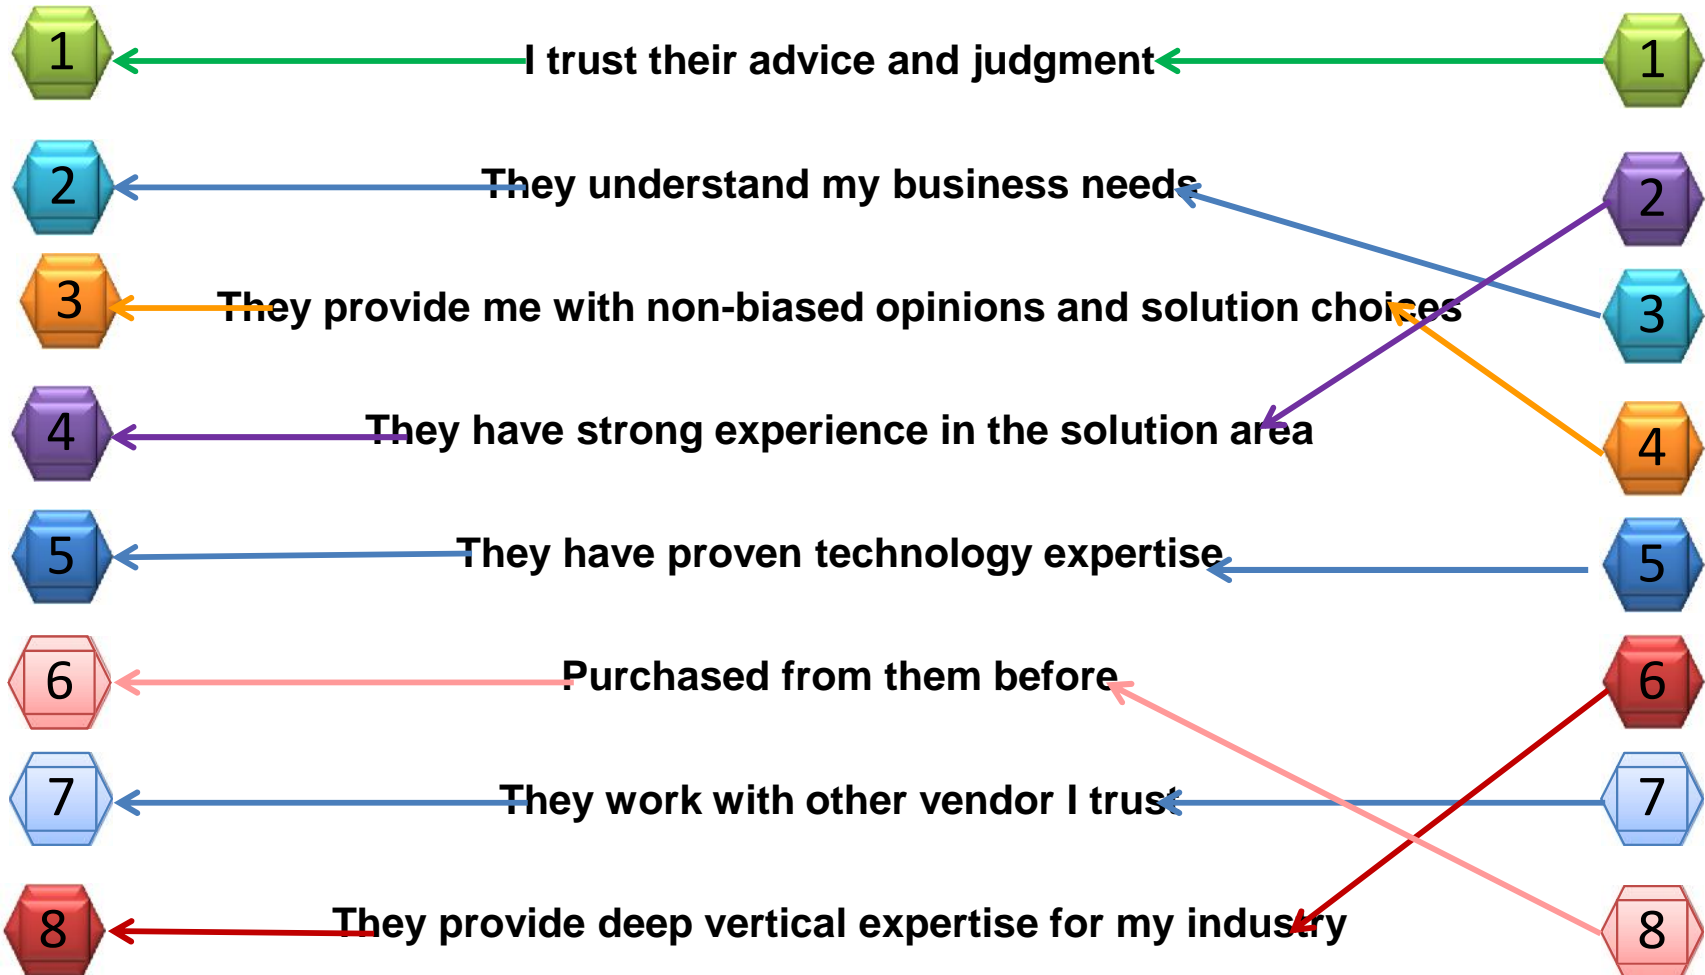 1 I trust their advice and judgment 1
2 They understand my business needs 2
3 They provide me with non-biased opinions and solution choices 3
4 They have strong experience in the solution area 4
5 They have proven technology expertise 5
6 Purchased from them before 6
7 They work with other vendor I trust 7
8 They provide deep vertical expertise for my industry 8